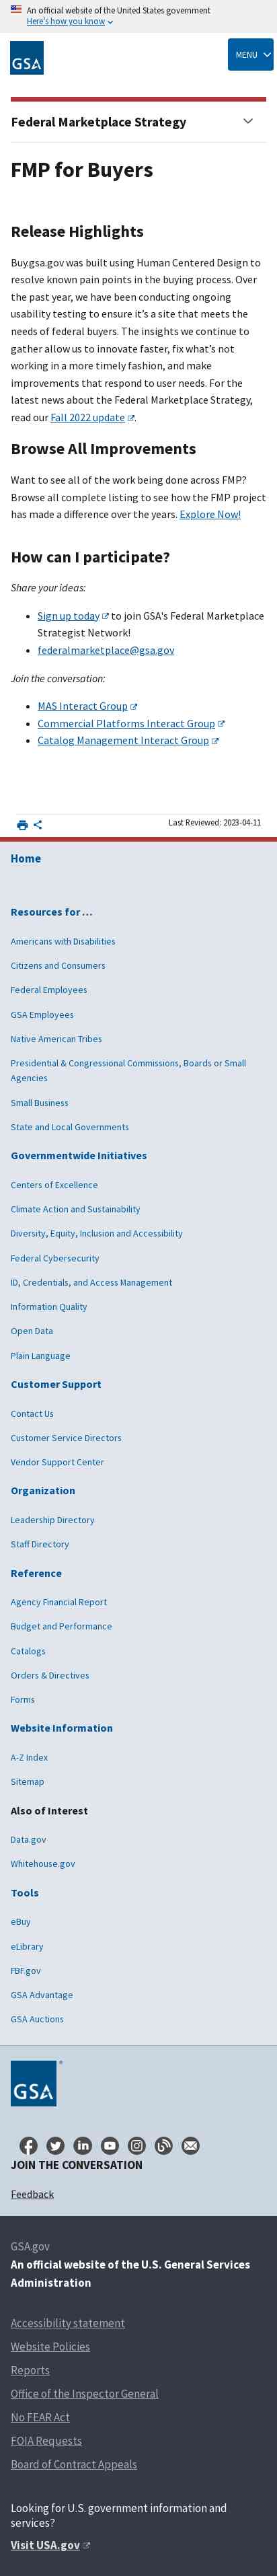 An official website of the United States government
Here's how you know
GSA
MENU
Federal Marketplace Strategy
FMP for Buyers
Release Highlights
Buy.gsa.gov was built using Human Centered Design to
resolve known pain points in the buying process. Over
the past year, we have been conducting ongoing
usability testing to ensure it’s a site that meets the
needs of federal buyers. The insights we continue to
gather allow us to innovate faster, fix what’s not
working in a more timely fashion, and make
improvements that respond to user needs. For the
latest news about the Federal Marketplace Strategy,
read our Fall 2022 update.
Browse All Improvements
Want to see all of the work being done across FMP?
Browse all complete listing to see how the FMP project
has made a difference over the years. Explore Now!
How can I participate?
Share your ideas:
Sign up today to join GSA's Federal Marketplace
Strategist Network!
federalmarketplace@gsa.gov
Join the conversation:
MAS Interact Group
Commercial Platforms Interact Group
Catalog Management Interact Group
Last Reviewed: 2023-04-11
Home
Resources for …
Americans with Disabilities
Citizens and Consumers
Federal Employees
GSA Employees
Native American Tribes
Presidential & Congressional Commissions, Boards or Small
Agencies
Small Business
State and Local Governments
Governmentwide Initiatives
Centers of Excellence
Climate Action and Sustainability
Diversity, Equity, Inclusion and Accessibility
Federal Cybersecurity
ID, Credentials, and Access Management
Information Quality
Open Data
Plain Language
Customer Support
Contact Us
Customer Service Directors
Vendor Support Center
Organization
Leadership Directory
Staff Directory
Reference
Agency Financial Report
Budget and Performance
Catalogs
Orders & Directives
Forms
Website Information
A-Z Index
Sitemap
Also of Interest
Data.gov
Whitehouse.gov
Tools
eBuy
eLibrary
FBF.gov
GSA Advantage
GSA Auctions
GSA
JOIN THE CONVERSATION
Feedback
GSA.gov
An official website of the U.S. General Services
Administration
Accessibility statement
Website Policies
Reports
Office of the Inspector General
No FEAR Act
FOIA Requests
Board of Contract Appeals
Looking for U.S. government information and
services?
Visit USA.gov